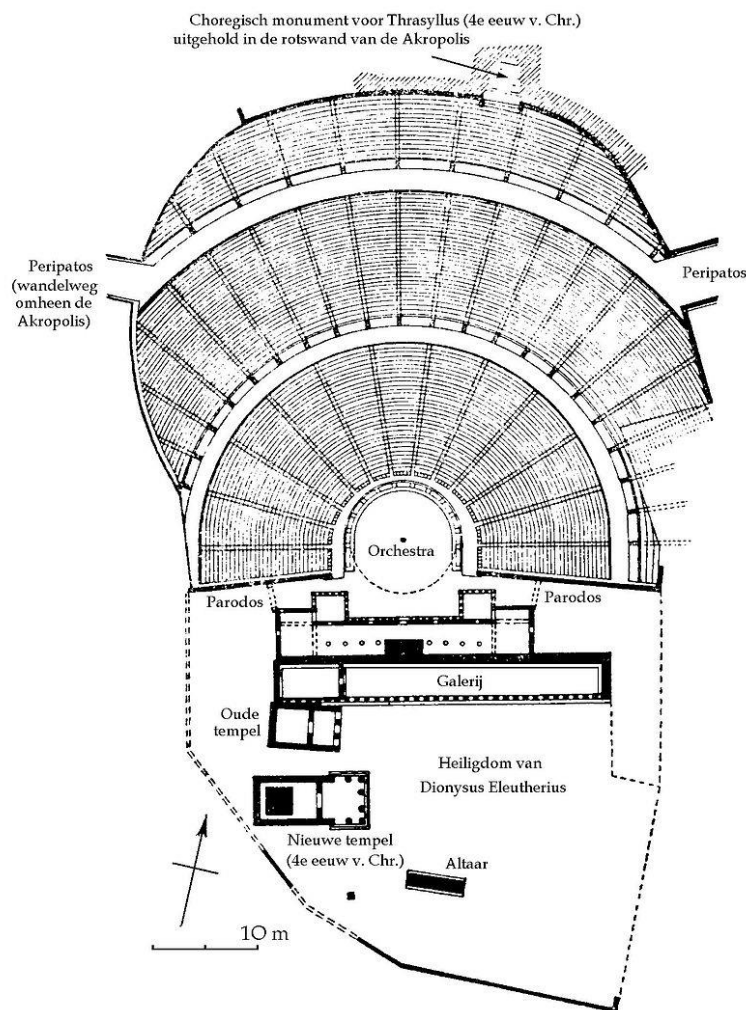 Choregisch monument voor Thrasyllus (4e eeuw v. Chr.)
uitgehold in de rotswand van de Akropolis
Peripatos
(wandelweg
omheen de
Akropolis)
Peripatos
Orchestra
Parodos
Parodos
Galerij
Oude
tempel
Heiligdom van
Dionysus Eleutherius
Nieuwe tempel
(4e eeuw v. Chr.)
Altaar
10 m